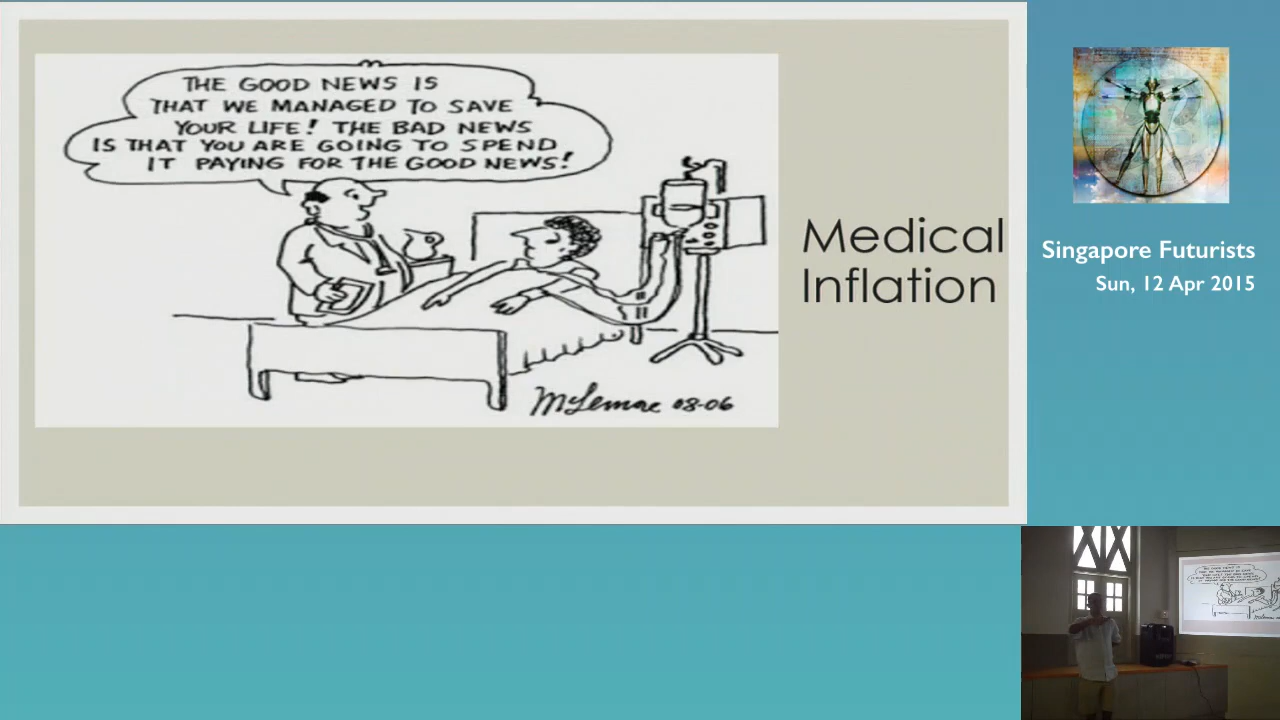 THE GOOD NEWS IS
THAT WE MANAGED TO SAVE
YOUR LIFE! THE BAD NEWS
IS THAT YOU ARE GOING TO SPEND
IT PAYING FOR THE GOOD NEWS!
08-06
Medical
Inflation
Singapore Futurists
Sun, 12 Apr 2015